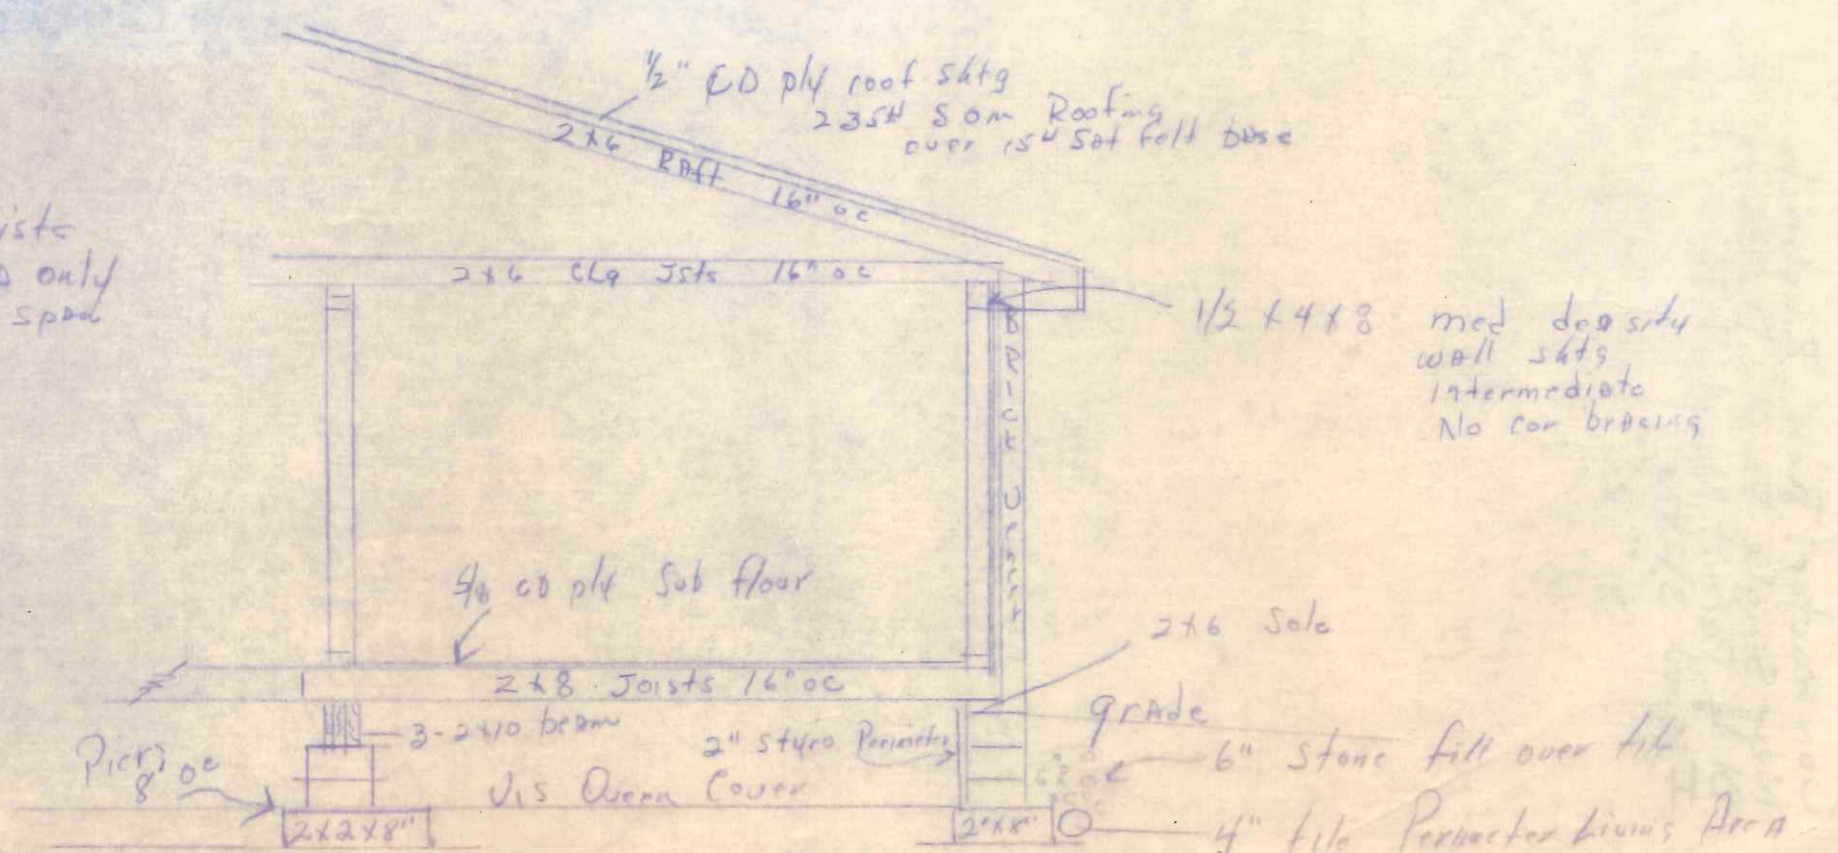 1/2" CD ply roof shtg
235# Som Roofing
over 15# Sat felt base
2x6 Raft 16" oc
only
span
2x6 Clg Jsts 16" oc
1/2 x 4 x 8 med density
wall shtg
intermediate
No cor bracing
BRICK Veneer
5/8 CD ply Sub floor
2x6 Sole
2x8 Joists 16" oc
grade
3-2x10 beam
2" Styro Perimeter
6" Stone fill over tile
Piers
8' oc
Vis Queen Cover
2x2x8"
2'x8"
4" tile Perimeter Living Area